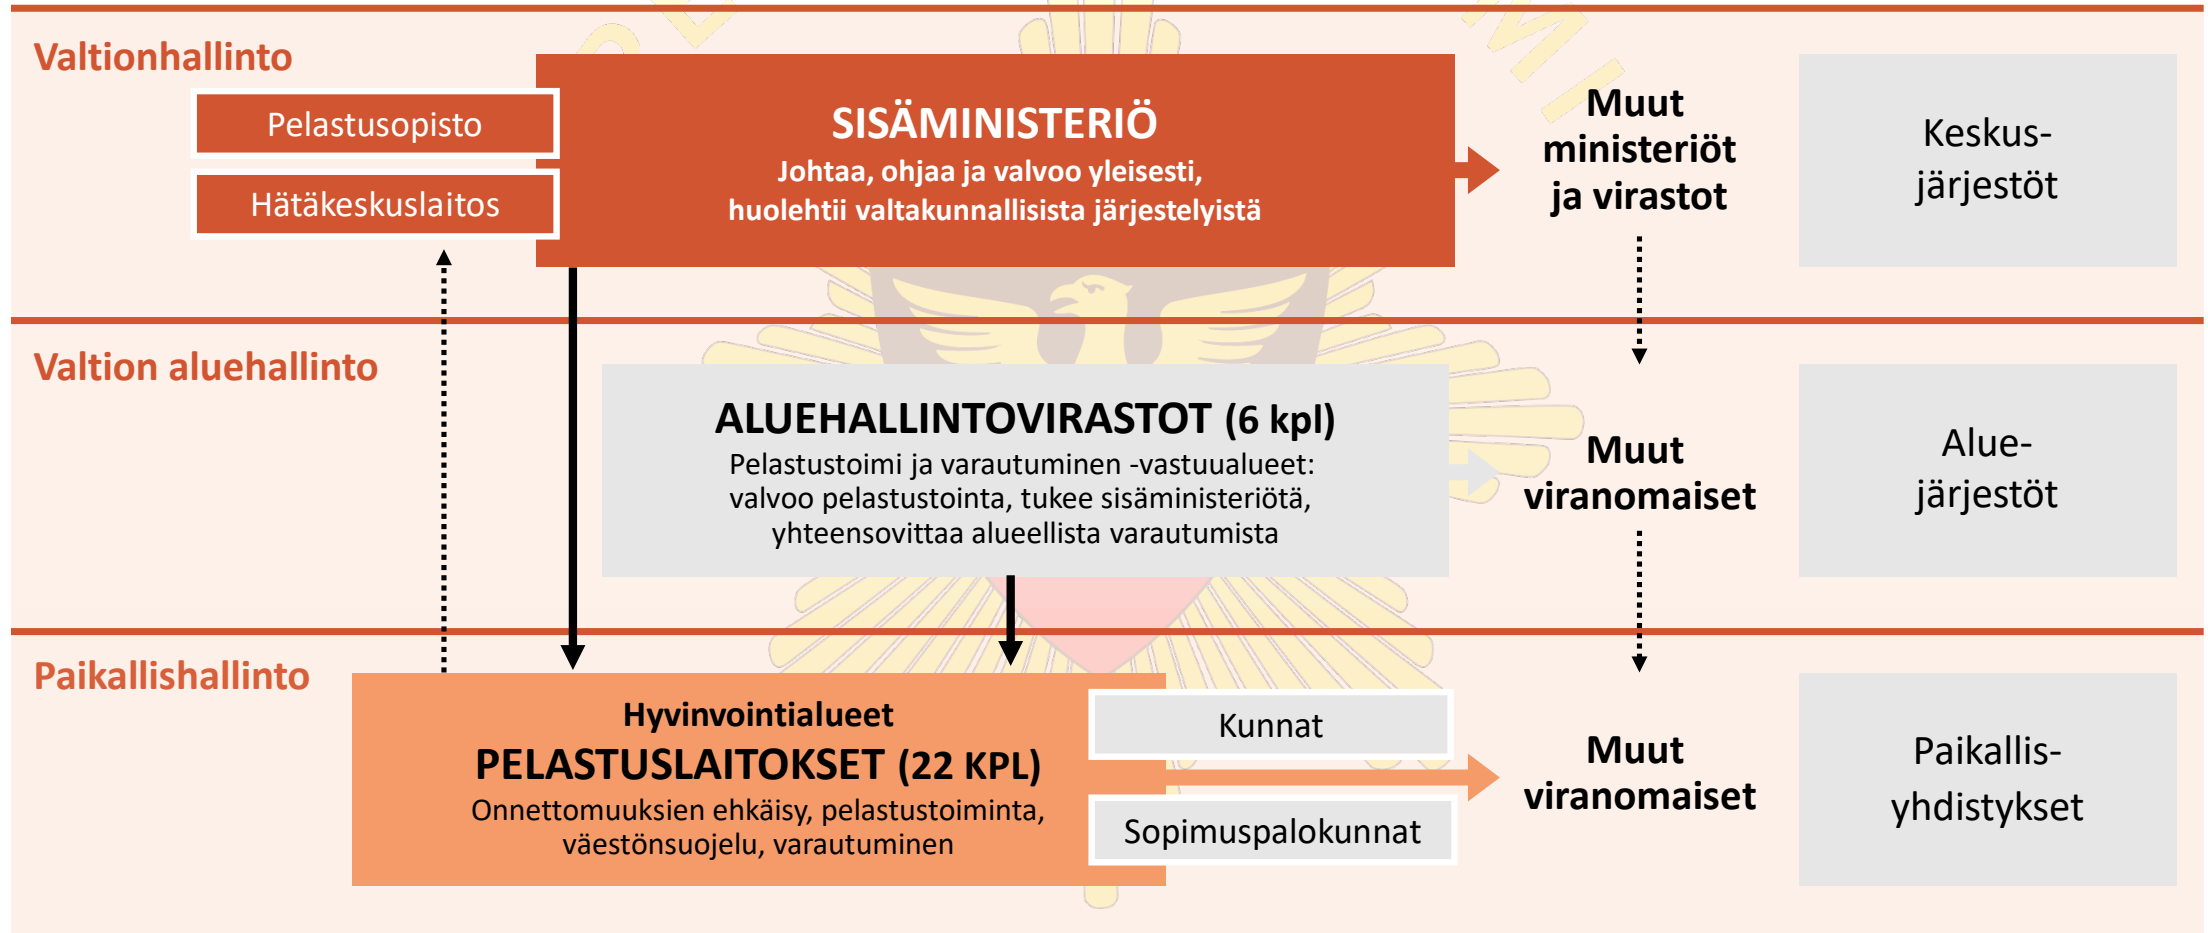 Valtionhallinto
Pelastusopisto
Hätäkeskuslaitos
SISÄMINISTERIÖ
Johtaa, ohjaa ja valvoo yleisesti,
huolehtii valtakunnallisista järjestelyistä
Muut
ministeriöt
ja virastot
Keskus-
järjestöt
Valtion aluehallinto
ALUEHALLINTOVIRASTOT (6 kpl)
Pelastustoimi ja varautuminen -vastuualueet:
valvoo pelastustointa, tukee sisäministeriötä,
yhteensovittaa alueellista varautumista
Muut
viranomaiset
Alue-
järjestöt
Paikallishallinto
Hyvinvointialueet
PELASTUSLAITOKSET (22 KPL)
Onnettomuuksien ehkäisy, pelastustoiminta,
väestönsuojelu, varautuminen
Kunnat
Sopimuspalokunnat
Muut
viranomaiset
Paikallis-
yhdistykset